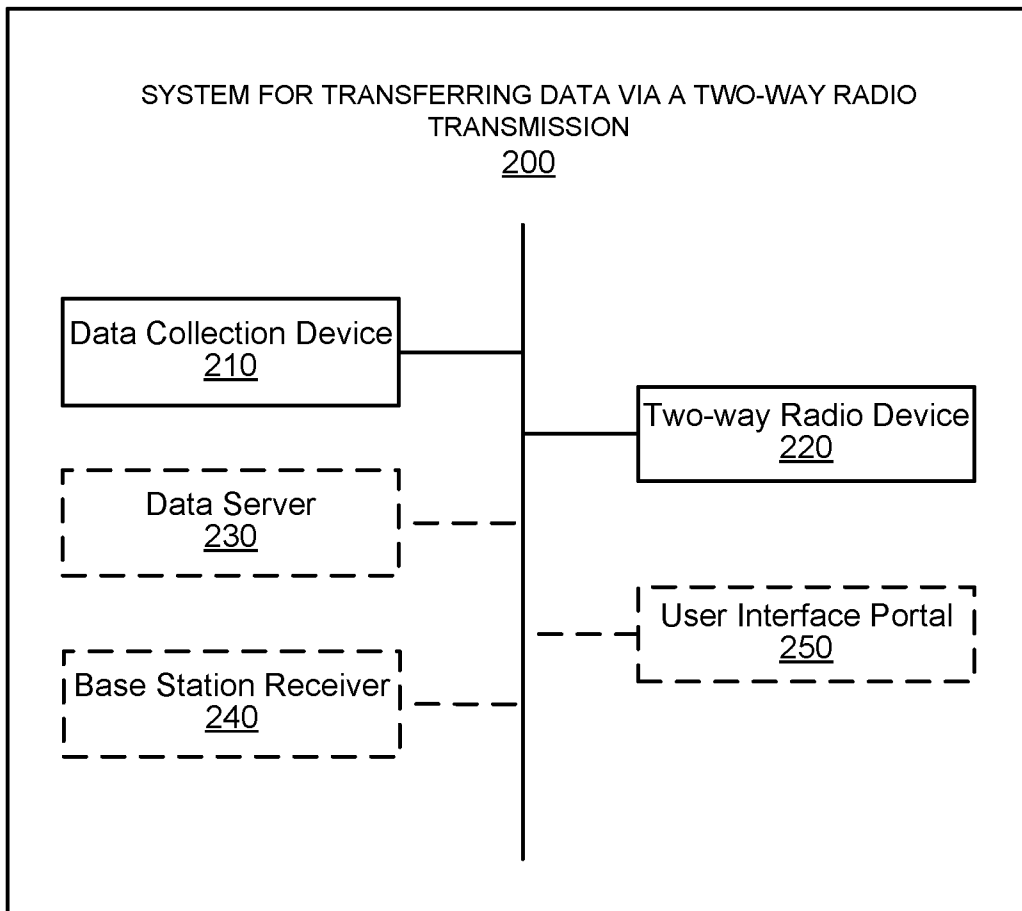 SYSTEM FOR TRANSFERRING DATA VIA A TWO-WAY RADIO
TRANSMISSION
200
Data Collection Device
210
Two-way Radio Device
220
Data Server
230
User Interface Portal
250
Base Station Receiver
240